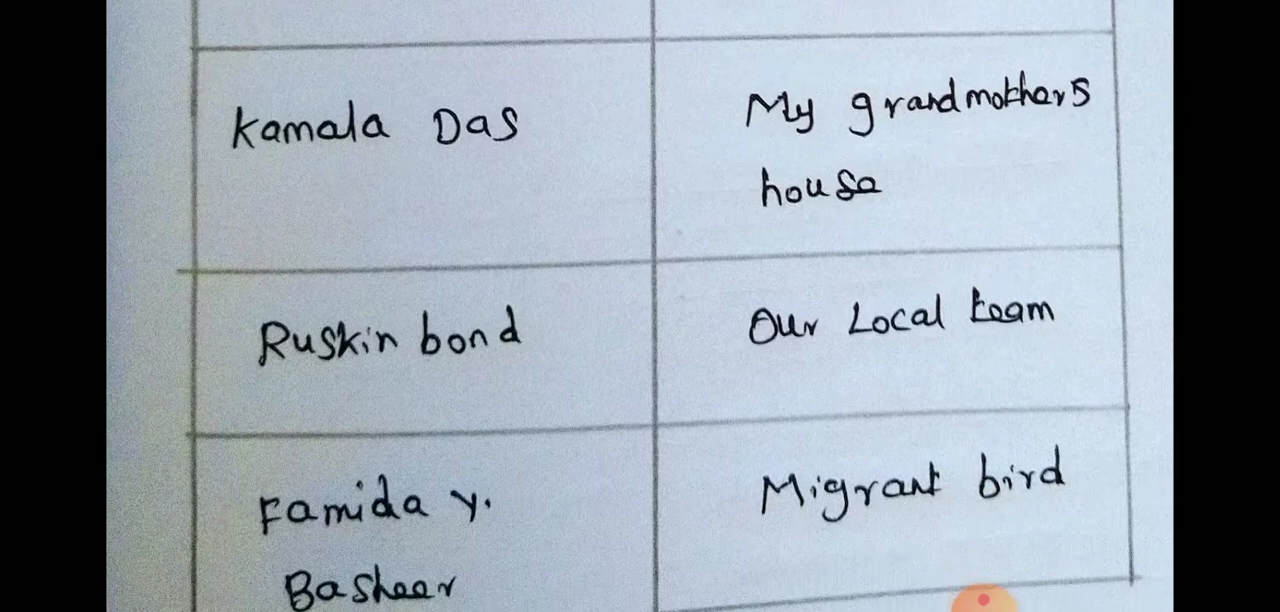 Kamala Das
My grandmothers
house
Ruskin bond
Our Local team
Famida y.
Basheer
Migrant bird